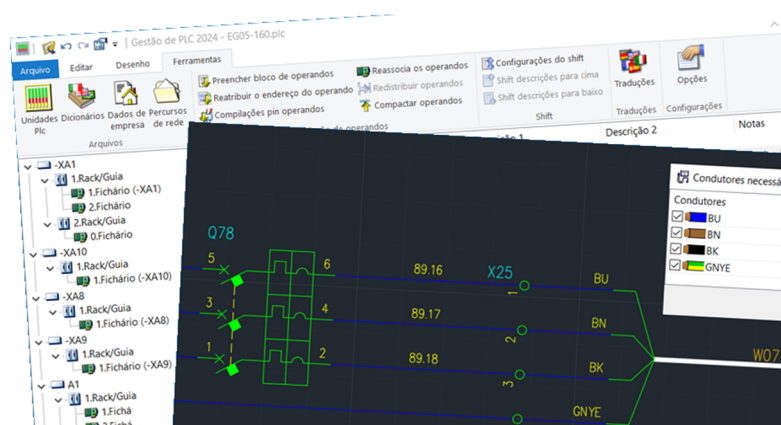 Gestão de PLC 2024 - EG05-160.plc
Arquivo
Editar
Desenho
Ferramentas
Unidades
Plc
Dicionários
Dados de
empresa
Percursos
de rede
Arquivos
Preencher bloco de operandos
Reatribuir o endereço do operando
Compilações pin operandos
Reassocia os operandos
Redistribuir operandos
Compactar operandos
de operandos
Configurações do shift
Shift descrições para cima
Shift descrições para baixo
Shift
Traduções
Traduções
Opções
Configurações
Descrição 2
Notas
-XA1
1.Rack/Guia
1.Fichário (-XA1)
2.Fichário
2.Rack/Guia
0.Fichário
-XA10
1.Rack/Guia
1.Fichário (-XA10)
-XA8
1.Rack/Guia
1.Fichário (-XA8)
-XA9
1.Rack/Guia
1.Fichário (-XA9)
A1
1.Rack/Guia
1.Fichá
Condutores necessá
Condutores
BU
BN
BK
GNYE
Q78
5
6
89.16
X25
1
BU
3
4
89.17
2
BN
1
2
89.18
3
BK
W07
GNYE